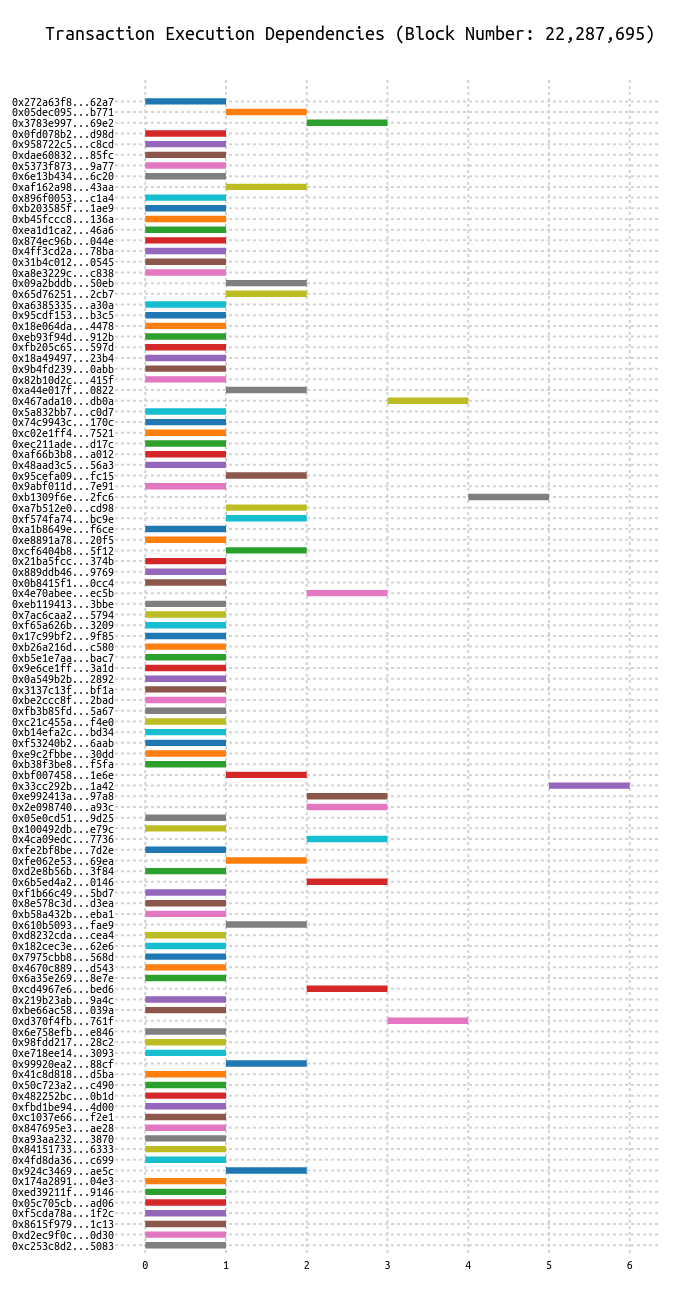 Transaction Execution Dependencies (Block Number: 22,287,695)
0x272a63f8...62a7
0x05dec095...b771
0x3783e997...69e2
0x0fd078b2...d98d
0x958722c5...c8cd
0xdae60832...85fc
0x5373f873...9a77
0x6e13b434...6c20
0xaf162a98...43aa
0x896f0053...c1a4
0xb203585f...1ae9
0xb45fccc8...136a
0xea1d1ca2...46a6
0x874ec96b...044e
0x4ff3cd2a...78ba
0x31b4c012...0545
0xa8e3229c...c838
0x09a2bddb...50eb
0x65d76251...2cb7
0xa6385335...a30a
0x95cdf153...b3c5
0x18e064da...4478
0xeb93f94d...912b
0xfb205c65...597d
0x18a49497...23b4
0x9b4fd239...0abb
0x82b10d2c...415f
0xa44e017f...0822
0x467ada10...db0a
0x5a832bb7...c0d7
0x74c9943c...170c
0xc02e1ff4...7521
0xec211ade...d17c
0xaf66b3b8...a012
0x48aad3c5...56a3
0x95cefa09...fc15
0x9abf011d...7e91
0xb1309f6e...2fc6
0xa7b512e0...cd98
0xf574fa74...bc9e
0xa1b8649e...f6ce
0xe8891a78...20f5
0xcf6404b8...5f12
0x21ba5fcc...374b
0x889ddb46...9769
0x0b8415f1...0cc4
0x4e70abee...ec5b
0xeb119413...3bbe
0x7ac6caa2...5794
0xf65a626b...3209
0x17c99bf2...9f85
0xb26a216d...c580
0xb5e1e7aa...bac7
0x9e6ce1ff...3a1d
0x0a549b2b...2892
0x3137c13f...bf1a
0xbe2ccc8f...2bad
0xfb3b85fd...5a67
0xc21c455a...f4e0
0xb14efa2c...bd34
0xf53240b2...6aab
0xe9c2fbbe...30dd
0xb38f3be8...f5fa
0xbf007458...1e6e
0x33cc292b...1a42
0xe992413a...97a8
0x2e098740...a93c
0x05e0cd51...9d25
0x100492db...e79c
0x4ca09edc...7736
0xfe2bf8be...7d2e
0xfe062e53...69ea
0xd2e8b56b...3f84
0x6b5ed4a2...0146
0xf1b66c49...5bd7
0x8e578c3d...d3ea
0xb58a432b...eba1
0x610b5093...fae9
0xd8232cda...cea4
0x182cec3e...62e6
0x7975cbb8...568d
0x4670c889...d543
0x6a35e269...8e7e
0xcd4967e6...bed6
0x219b23ab...9a4c
0xbe66ac58...039a
0xd370f4fb...761f
0x6e758efb...e846
0x98fdd217...28c2
0xe718ee14...3093
0x99920ea2...88cf
0x41c8d818...d5ba
0x50c723a2...c490
0x482252bc...0b1d
0xfbd1be94...4d00
0xc1037e66...f2e1
0x847695e3...ae28
0xa93aa232...3870
0x84151733...6333
0x4fd8da36...c699
0x924c3469...ae5c
0x174a2891...04e3
0xed39211f...9146
0x05c705cb...ad06
0xf5cda78a...1f2c
0x8615f979...1c13
0xd2ec9f0c...0d30
0xc253c8d2...5083
0 1 2 3 4 5 6